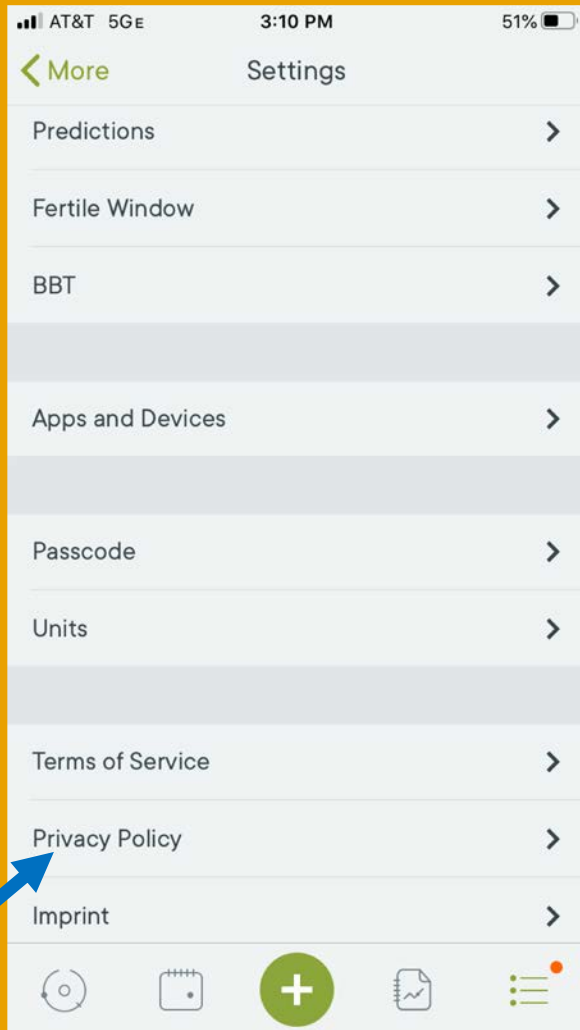 AT&T 5GE 3:10 PM 51%
More Settings
Predictions
Fertile Window
BBT
Apps and Devices
Passcode
Units
Terms of Service
Privacy Policy
Imprint